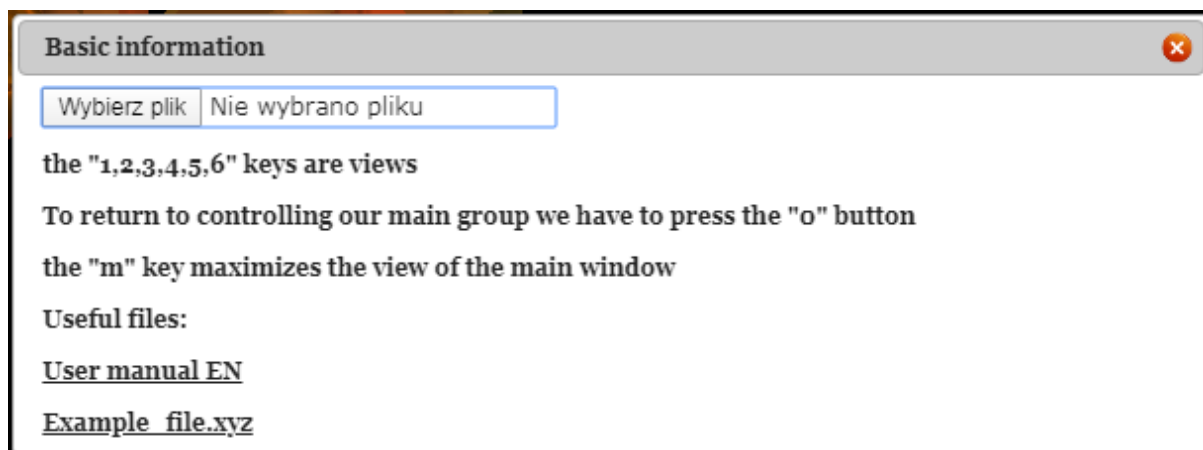 Basic information
Wybierz plik Nie wybrano pliku
the "1,2,3,4,5,6" keys are views
To return to controlling our main group we have to press the "0" button
the "m" key maximizes the view of the main window
Useful files:
User manual EN
Example_file.xyz